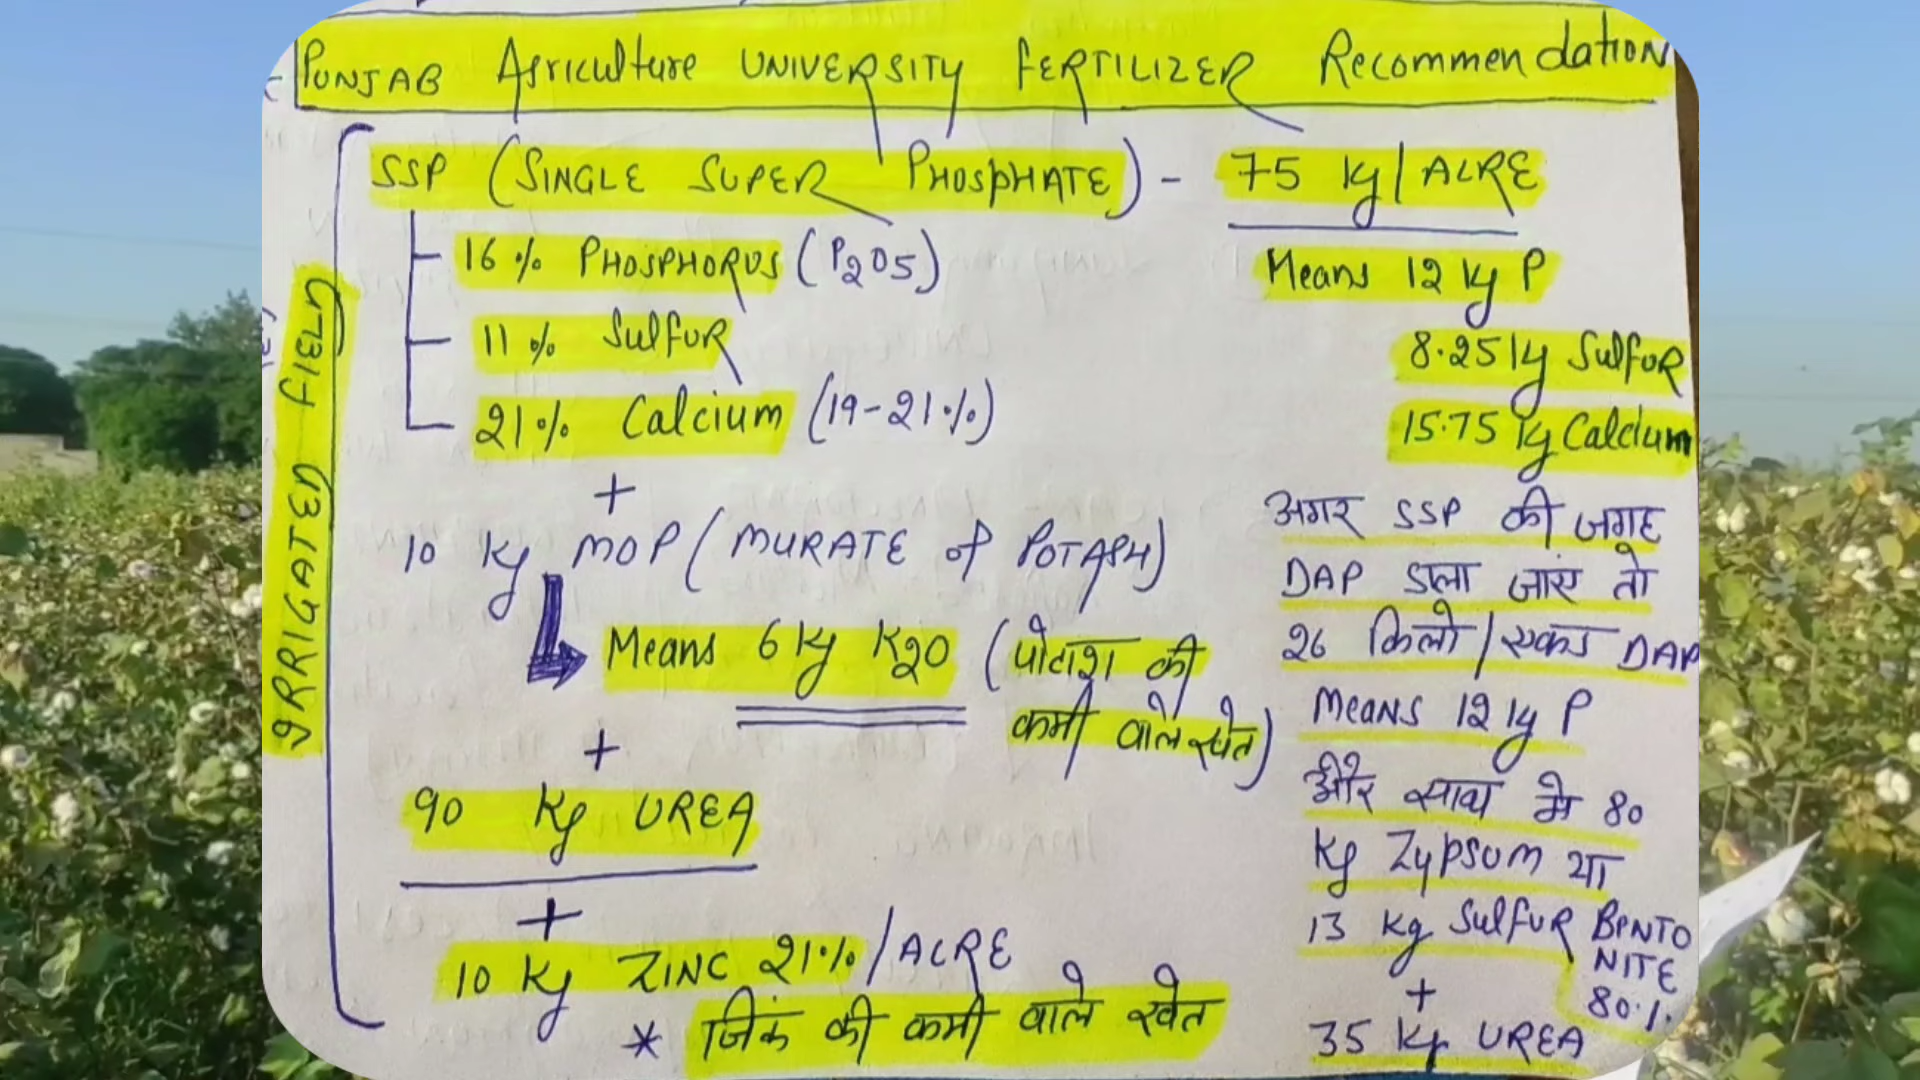 PUNJAB Agriculture UNIVERSITY FERTILIZER Recommendation
IRRIGATED FIELD
SSP (SINGLE SUPER PHOSPHATE) - 75 kg/ACRE
16% PHOSPHORUS (P2O5)
11% Sulfur
21% Calcium (19-21%)
Means 12 kg P
8.25 kg Sulfur
15.75 kg Calcium
+
10 kg MOP (MURATE of POTASH)
Means 6 kg K2O (पोटाश की
कमी वाले खेत)
+
90 Kg UREA
+
10 Kg ZINC 21%/ACRE
* जिंक की कमी वाले खेत
अगर SSP की जगह
DAP डाला जाए तो
26 किलो/एकड DAP
Means 12 kg P
और साथ मे 80
Kg Zypsum या
13 Kg Sulfur BENTO
NITE
80%
+
35 Kg UREA